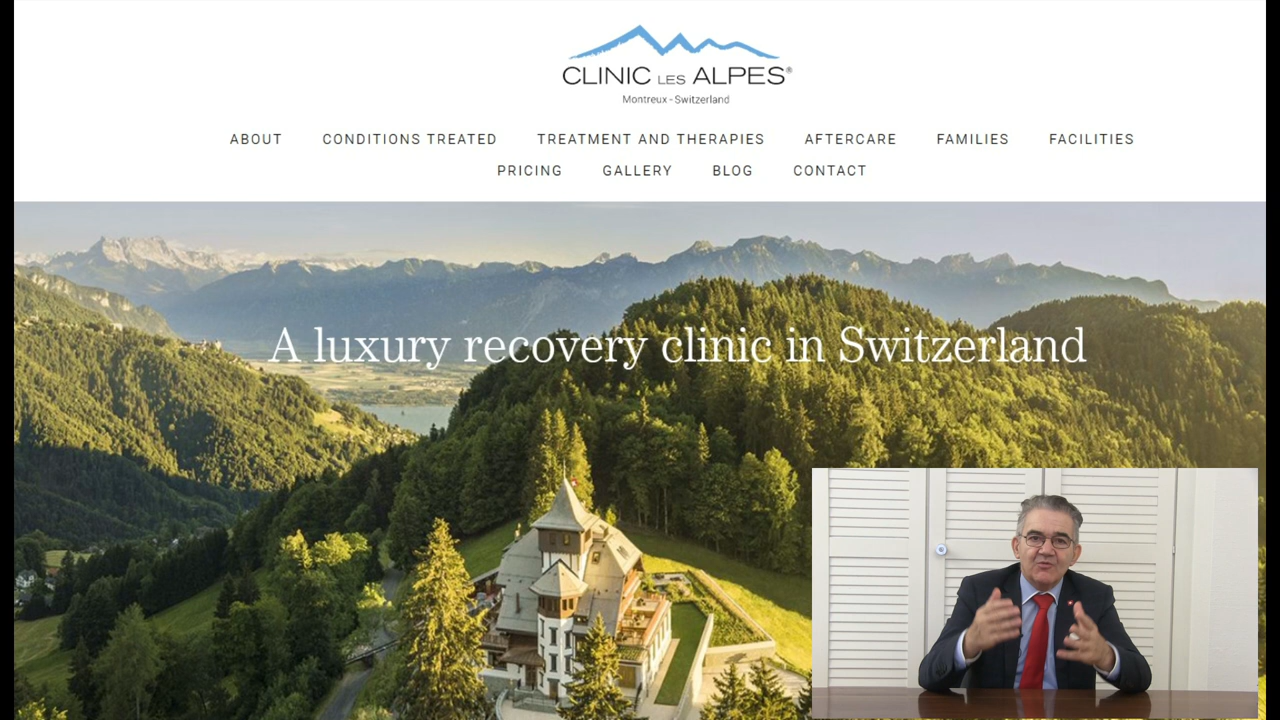 CLINIC LES ALPES®
Montreux - Switzerland
ABOUT CONDITIONS TREATED TREATMENT AND THERAPIES AFTERCARE FAMILIES FACILITIES
PRICING GALLERY BLOG CONTACT
A luxury recovery clinic in Switzerland